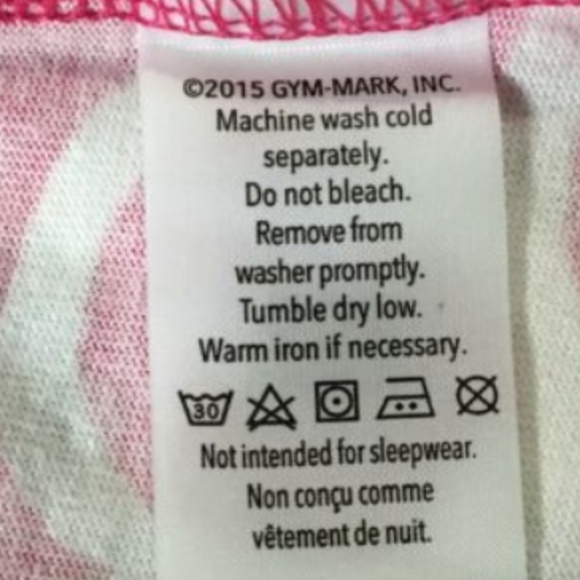 ©2015 GYM-MARK, INC.
Machine wash cold
separately.
Do not bleach.
Remove from
washer promptly.
Tumble dry low.
Warm iron if necessary.
30
Not intended for sleepwear.
Non conçu comme
vêtement de nuit.